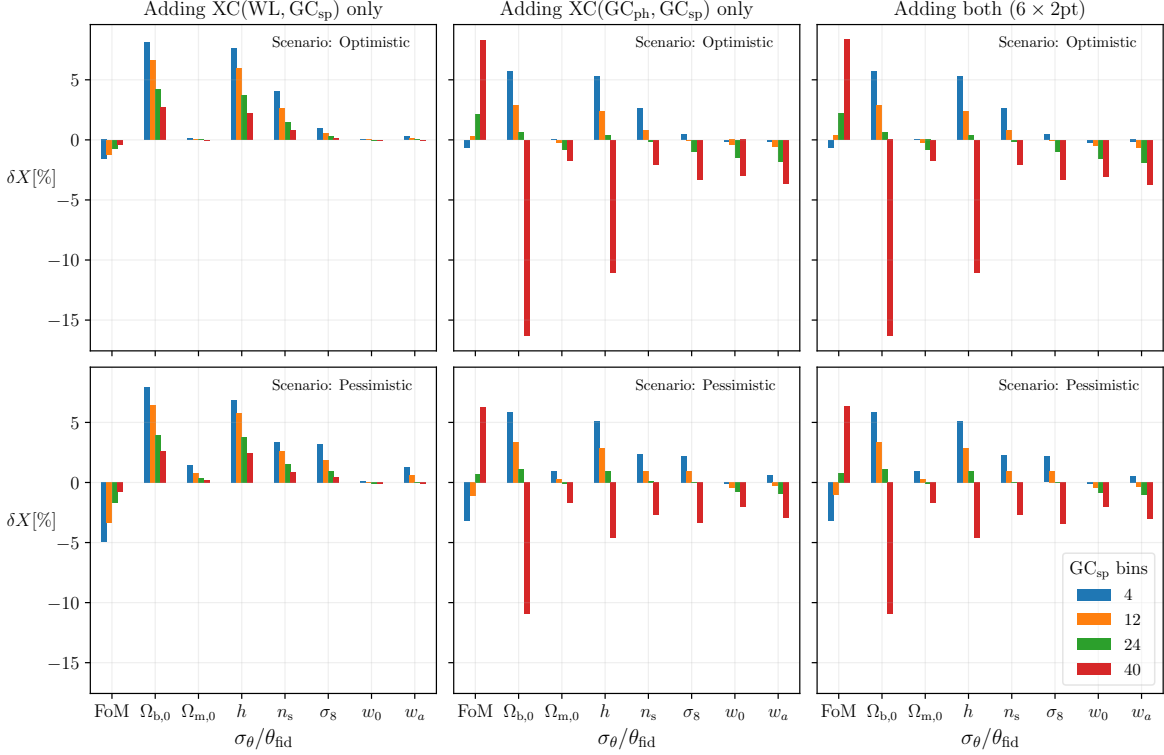 Adding XC(WL, GC_sp) only
Adding XC(GC_ph, GC_sp) only
Adding both (6 × 2pt)
Scenario: Optimistic
Scenario: Optimistic
Scenario: Optimistic
5
0
−5
−10
−15
δX[%]
Scenario: Pessimistic
Scenario: Pessimistic
Scenario: Pessimistic
5
0
−5
−10
−15
δX[%]
GC_sp bins
4
12
24
40
FoM Ω_b,0 Ω_m,0 h n_s σ_8 w_0 w_a
FoM Ω_b,0 Ω_m,0 h n_s σ_8 w_0 w_a
FoM Ω_b,0 Ω_m,0 h n_s σ_8 w_0 w_a
σ_θ/θ_fid
σ_θ/θ_fid
σ_θ/θ_fid